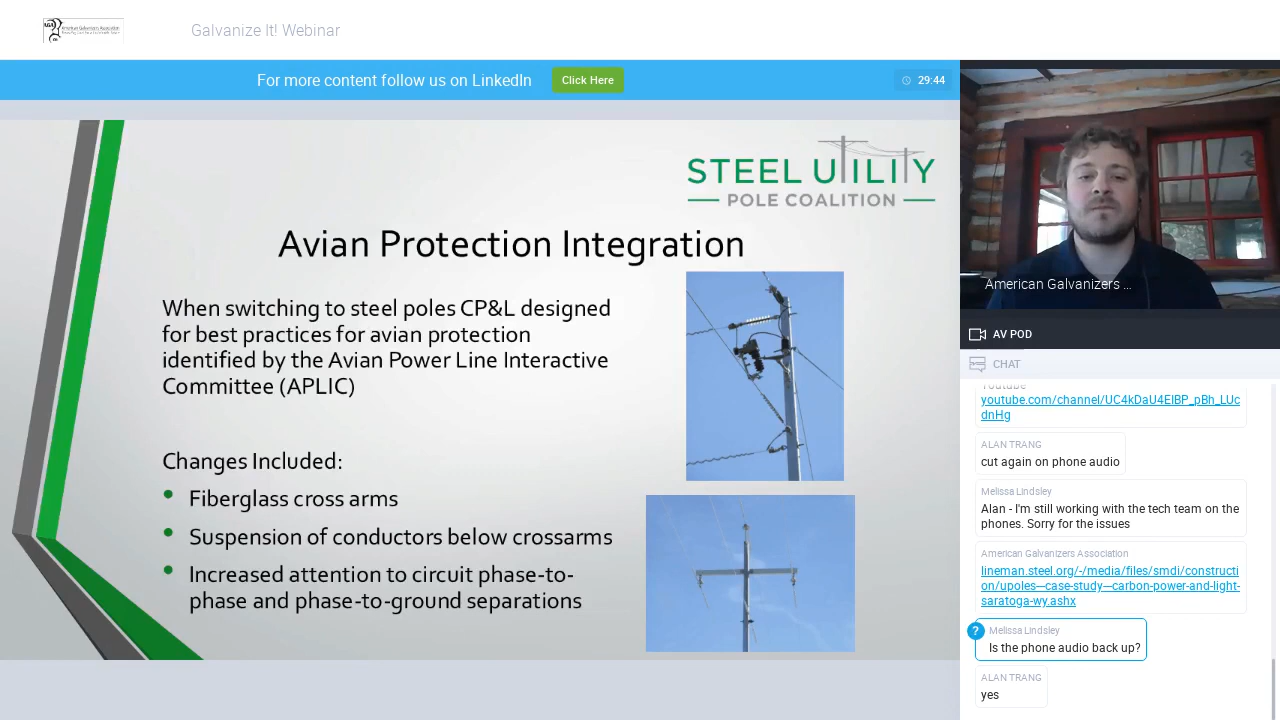 AGA
American Galvanizers Association
Galvanize It! Webinar
For more content follow us on LinkedIn
Click Here
29:44
STEEL UTILITY
POLE COALITION
Avian Protection Integration
When switching to steel poles CP&L designed
for best practices for avian protection
identified by the Avian Power Line Interactive
Committee (APLIC)
Changes Included:
Fiberglass cross arms
Suspension of conductors below crossarms
Increased attention to circuit phase-to-
phase and phase-to-ground separations
American Galvanizers ...
AV POD
CHAT
Youtube
youtube.com/channel/UC4kDaU4EIBP_pBh_LUc
dnHg
ALAN TRANG
cut again on phone audio
Melissa Lindsley
Alan - I'm still working with the tech team on the
phones. Sorry for the issues
American Galvanizers Association
lineman.steel.org/-/media/files/smdi/constructi
on/upoles---case-study---carbon-power-and-light-
saratoga-wy.ashx
?
Melissa Lindsley
Is the phone audio back up?
ALAN TRANG
yes